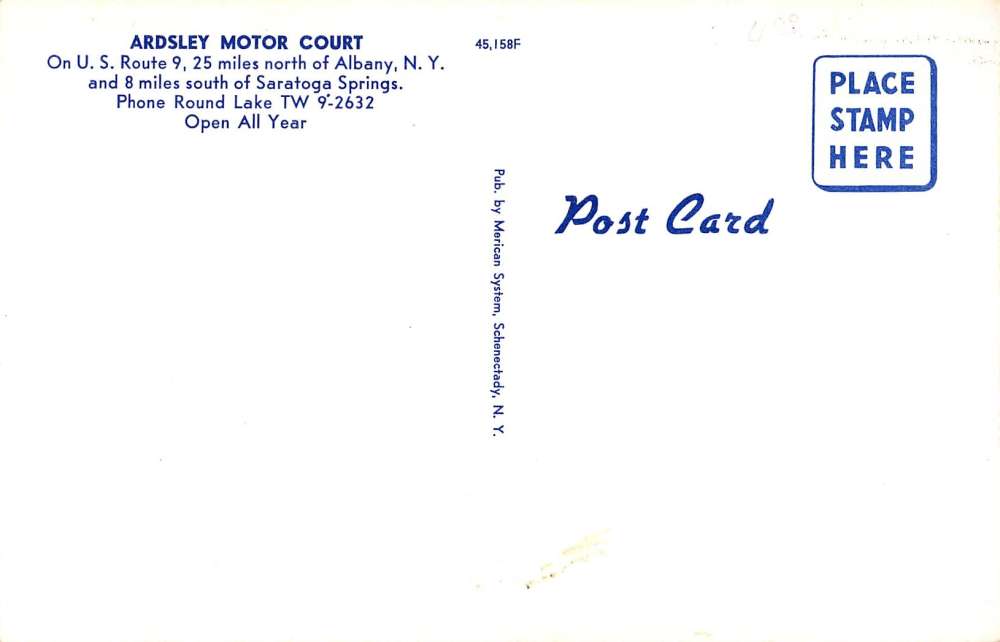 ARDSLEY MOTOR COURT
On U. S. Route 9, 25 miles north of Albany, N. Y.
and 8 miles south of Saratoga Springs.
Phone Round Lake TW 9-2632
Open All Year
45,158F
Pub. by Merican System, Schenectady, N. Y.
Post Card
PLACE
STAMP
HERE